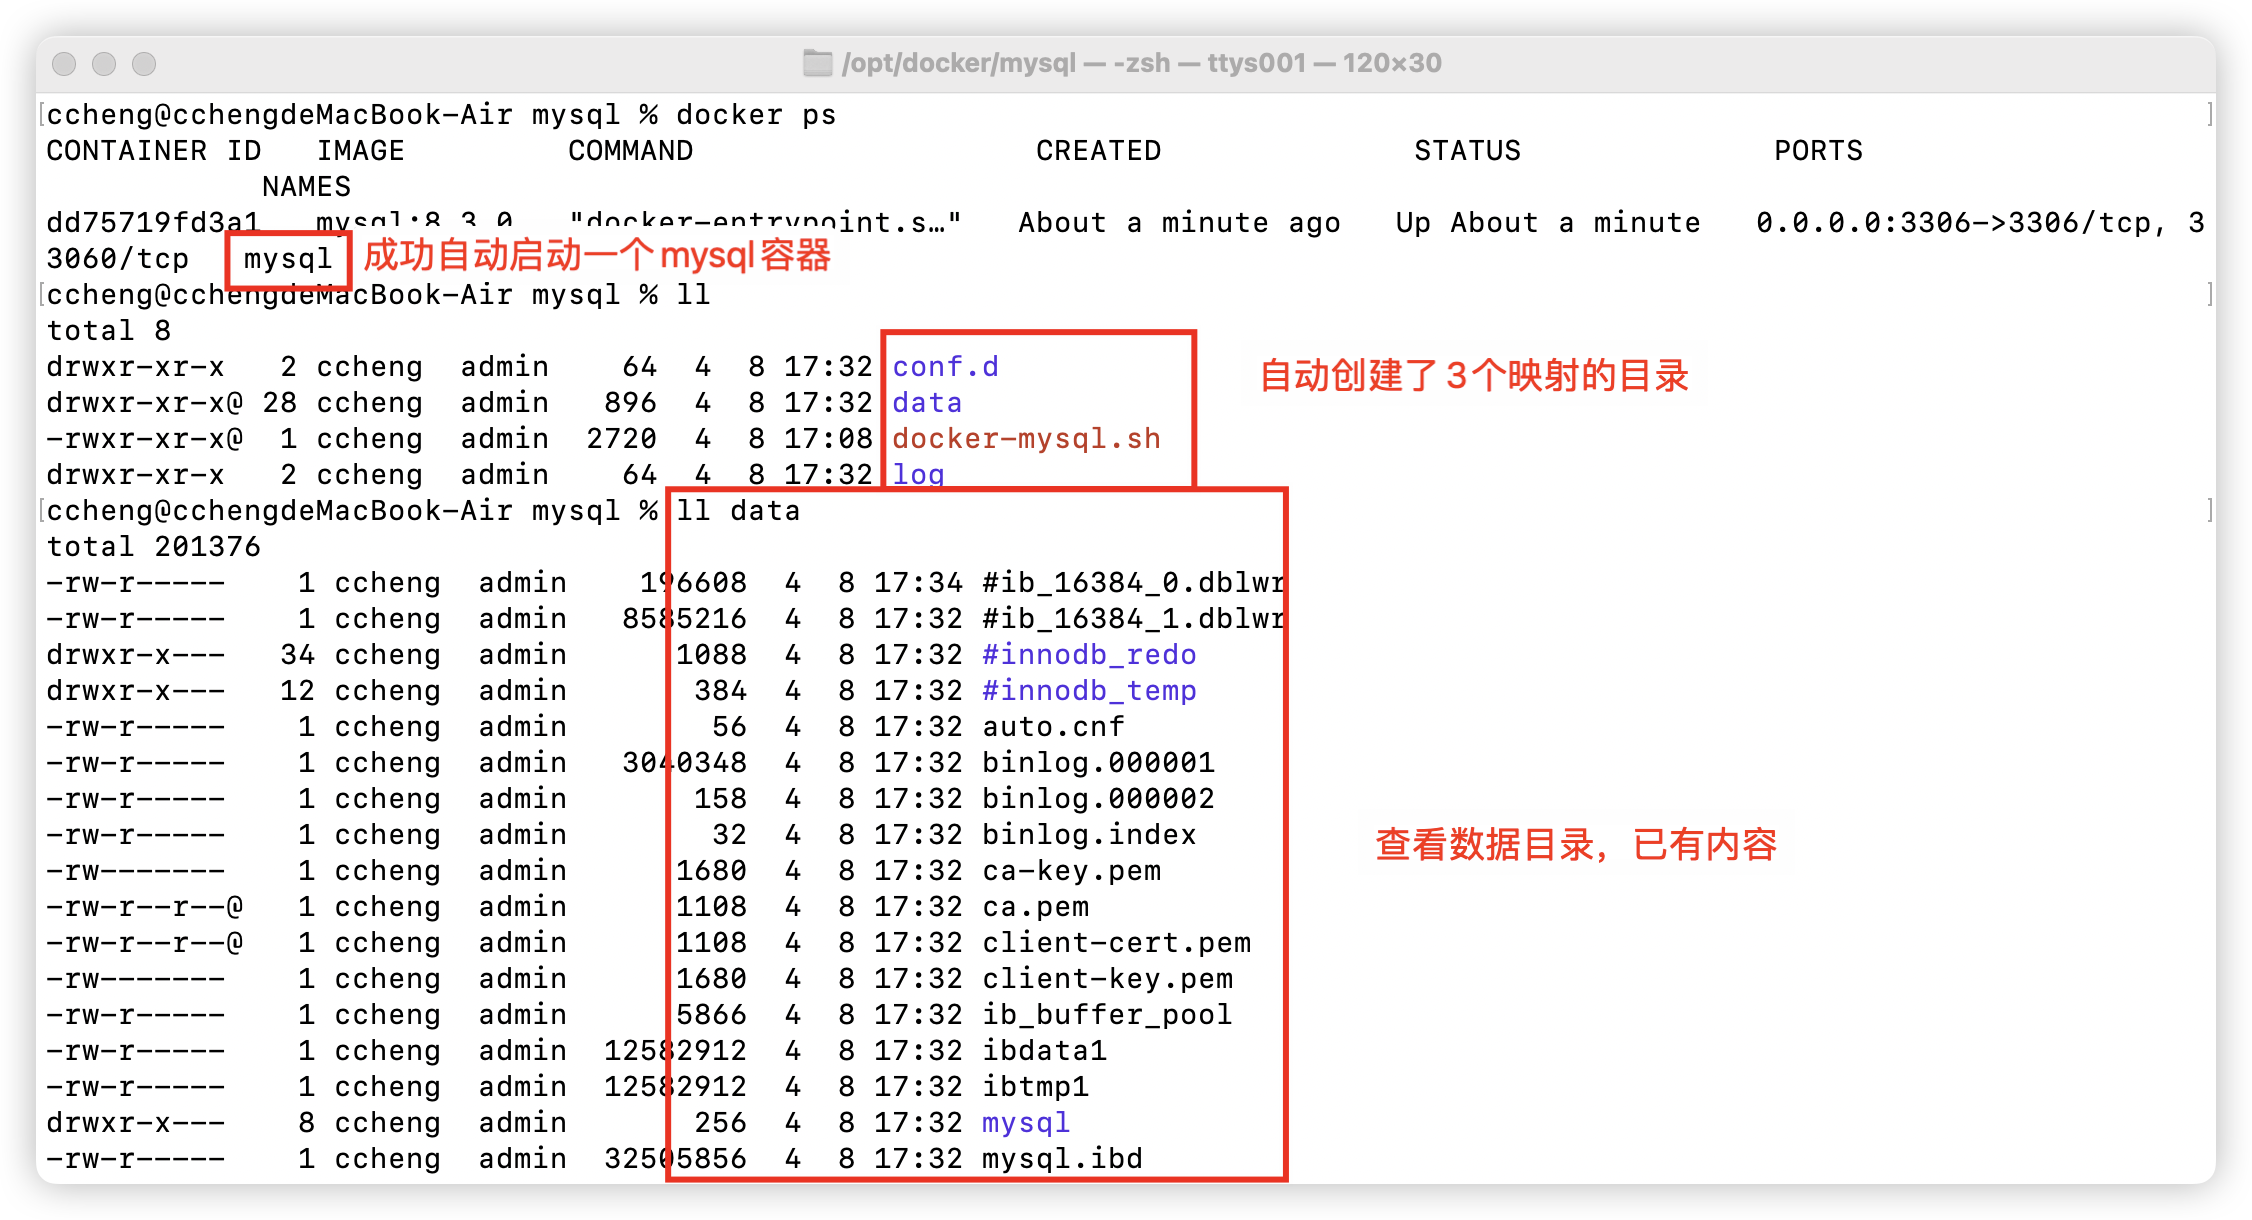 /opt/docker/mysql — -zsh — ttys001 — 120×30
[ccheng@cchengdeMacBook-Air mysql % docker ps ]
CONTAINER ID   IMAGE         COMMAND                   CREATED              STATUS              PORTS
            NAMES
dd75719fd3a1   mysql:8.3.0   "docker-entrypoint.s…"   About a minute ago   Up About a minute   0.0.0.0:3306->3306/tcp, 3
3060/tcp   mysql 成功自动启动一个mysql容器
[ccheng@cchengdeMacBook-Air mysql % ll ]
total 8
drwxr-xr-x   2 ccheng  admin    64  4  8 17:32 conf.d
自动创建了3个映射的目录
drwxr-xr-x@ 28 ccheng  admin   896  4  8 17:32 data
-rwxr-xr-x@  1 ccheng  admin  2720  4  8 17:08 docker-mysql.sh
drwxr-xr-x   2 ccheng  admin    64  4  8 17:32 log
[ccheng@cchengdeMacBook-Air mysql % ll data ]
total 201376
-rw-r-----    1 ccheng  admin    196608  4  8 17:34 #ib_16384_0.dblwr
-rw-r-----    1 ccheng  admin   8585216  4  8 17:32 #ib_16384_1.dblwr
drwxr-x---   34 ccheng  admin      1088  4  8 17:32 #innodb_redo
drwxr-x---   12 ccheng  admin       384  4  8 17:32 #innodb_temp
-rw-r-----    1 ccheng  admin        56  4  8 17:32 auto.cnf
-rw-r-----    1 ccheng  admin   3040348  4  8 17:32 binlog.000001
-rw-r-----    1 ccheng  admin       158  4  8 17:32 binlog.000002
-rw-r-----    1 ccheng  admin        32  4  8 17:32 binlog.index
查看数据目录，已有内容
-rw-------    1 ccheng  admin      1680  4  8 17:32 ca-key.pem
-rw-r--r--@   1 ccheng  admin      1108  4  8 17:32 ca.pem
-rw-r--r--@   1 ccheng  admin      1108  4  8 17:32 client-cert.pem
-rw-------    1 ccheng  admin      1680  4  8 17:32 client-key.pem
-rw-r-----    1 ccheng  admin      5866  4  8 17:32 ib_buffer_pool
-rw-r-----    1 ccheng  admin  12582912  4  8 17:32 ibdata1
-rw-r-----    1 ccheng  admin  12582912  4  8 17:32 ibtmp1
drwxr-x---    8 ccheng  admin       256  4  8 17:32 mysql
-rw-r-----    1 ccheng  admin  32505856  4  8 17:32 mysql.ibd